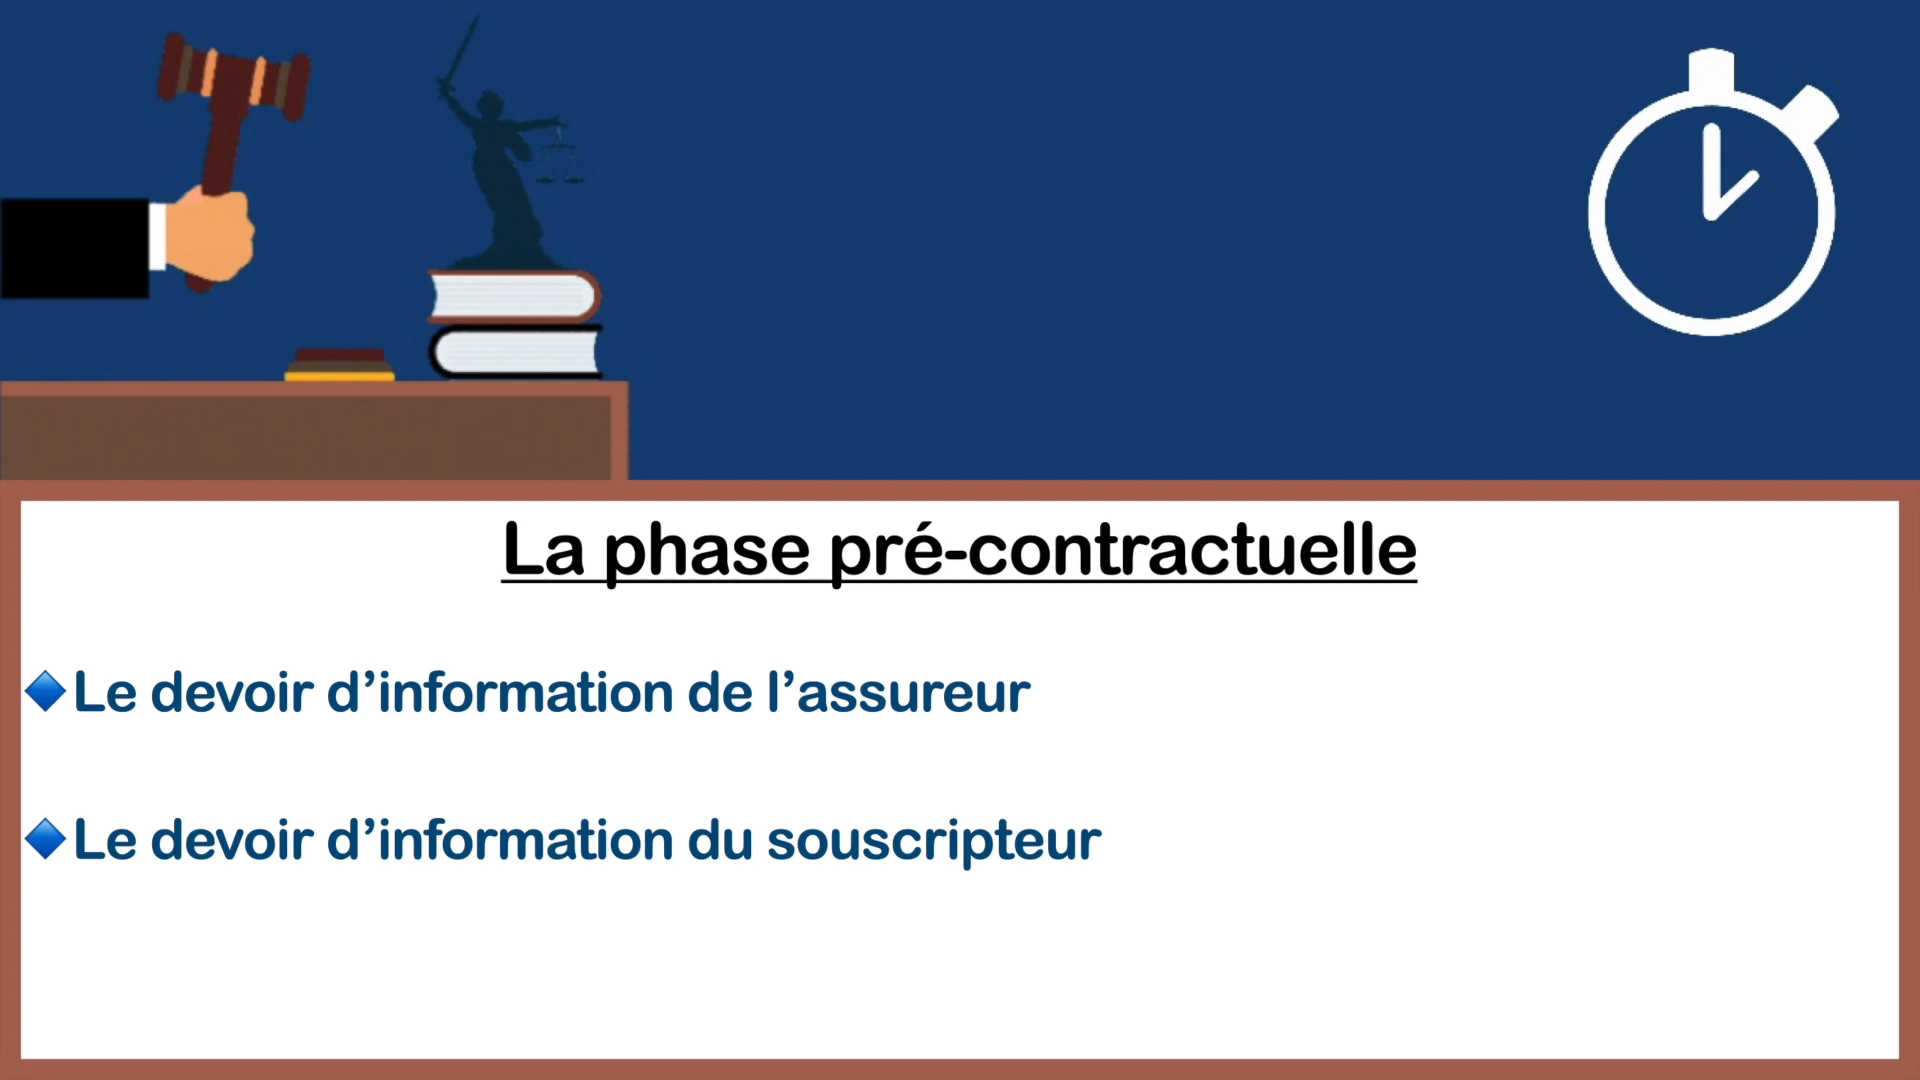 La phase pré-contractuelle
🔷Le devoir d’information de l’assureur
🔷Le devoir d’information du souscripteur